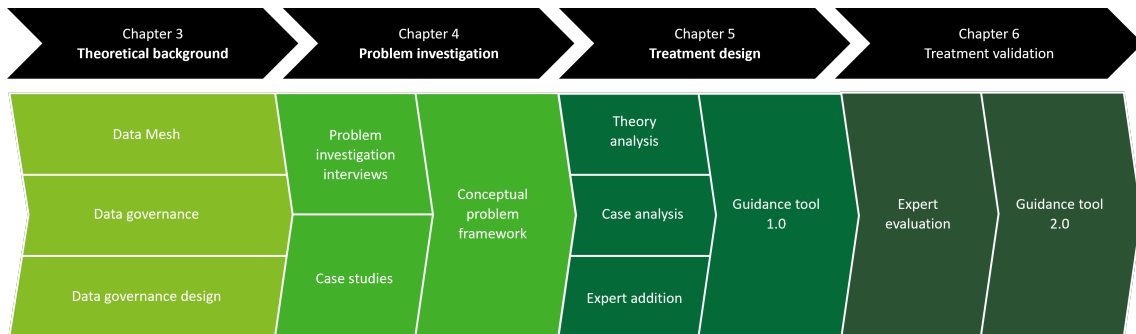 Chapter 3
Theoretical background
Chapter 4
Problem investigation
Chapter 5
Treatment design
Chapter 6
Treatment validation
Data Mesh
Data governance
Data governance design
Problem
investigation
interviews
Case studies
Conceptual
problem
framework
Theory
analysis
Case analysis
Expert addition
Guidance tool
1.0
Expert
evaluation
Guidance tool
2.0